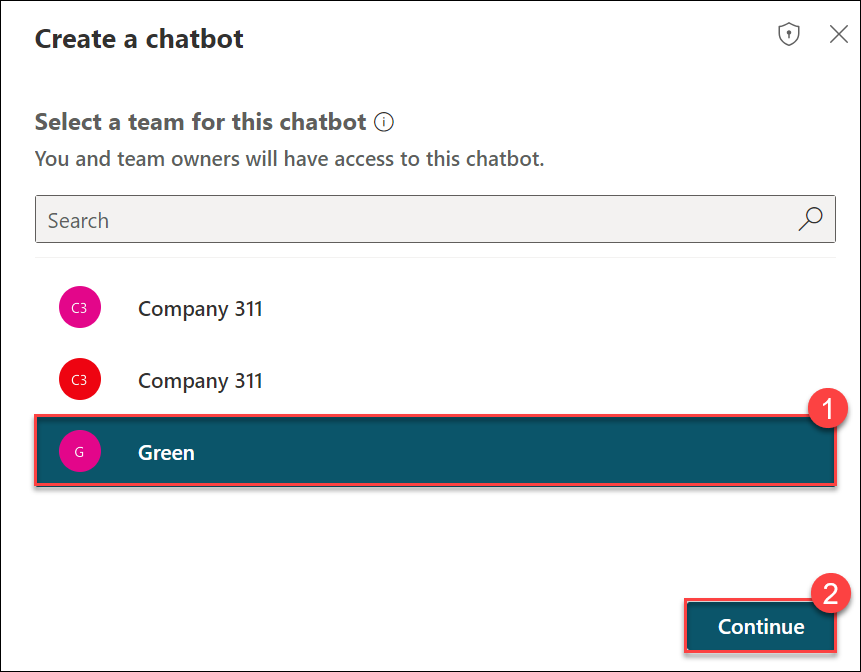 Create a chatbot
Select a team for this chatbot
You and team owners will have access to this chatbot.
Search
C3 Company 311
C3 Company 311
1
G Green
2
Continue